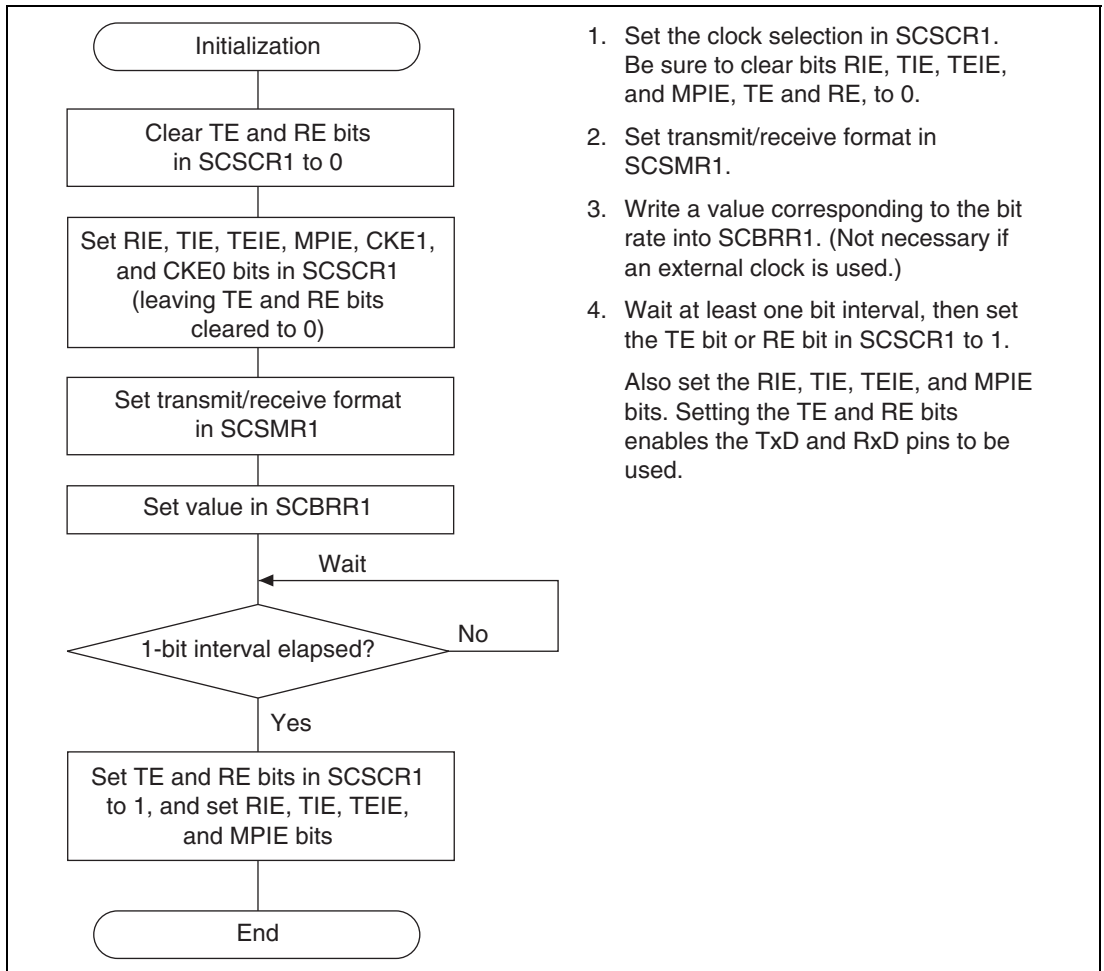 Initialization
Clear TE and RE bits
in SCSCR1 to 0
Set RIE, TIE, TEIE, MPIE, CKE1,
and CKE0 bits in SCSCR1
(leaving TE and RE bits
cleared to 0)
Set transmit/receive format
in SCSMR1
Set value in SCBRR1
Wait
1-bit interval elapsed?
No
Yes
Set TE and RE bits in SCSCR1
to 1, and set RIE, TIE, TEIE,
and MPIE bits
End
1. Set the clock selection in SCSCR1.
Be sure to clear bits RIE, TIE, TEIE,
and MPIE, TE and RE, to 0.
2. Set transmit/receive format in
SCSMR1.
3. Write a value corresponding to the bit
rate into SCBRR1. (Not necessary if
an external clock is used.)
4. Wait at least one bit interval, then set
the TE bit or RE bit in SCSCR1 to 1.
Also set the RIE, TIE, TEIE, and MPIE
bits. Setting the TE and RE bits
enables the TxD and RxD pins to be
used.